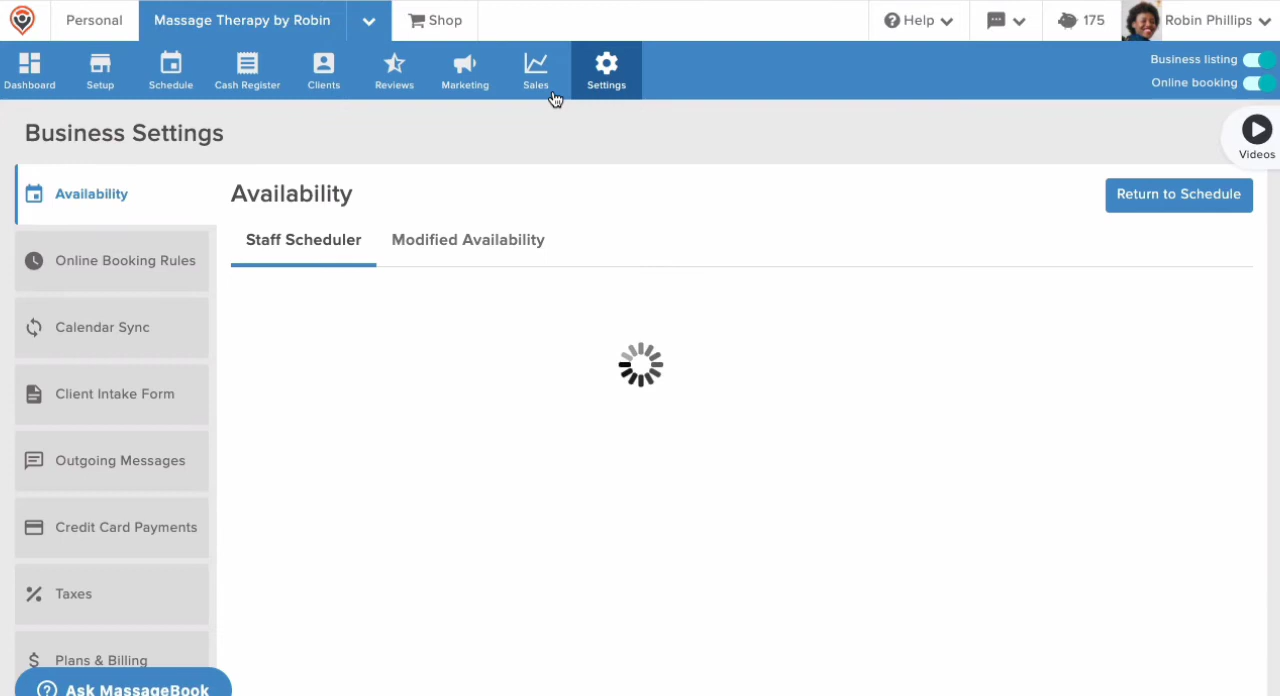 Personal
Massage Therapy by Robin
Shop
Help
175
Robin Phillips
Dashboard
Setup
Schedule
Cash Register
Clients
Reviews
Marketing
Sales
Settings
Business listing
Online booking
Business Settings
Videos
Availability
Availability
Return to Schedule
Staff Scheduler
Modified Availability
Online Booking Rules
Calendar Sync
Client Intake Form
Outgoing Messages
Credit Card Payments
Taxes
Plans & Billing
Ask MassageBook